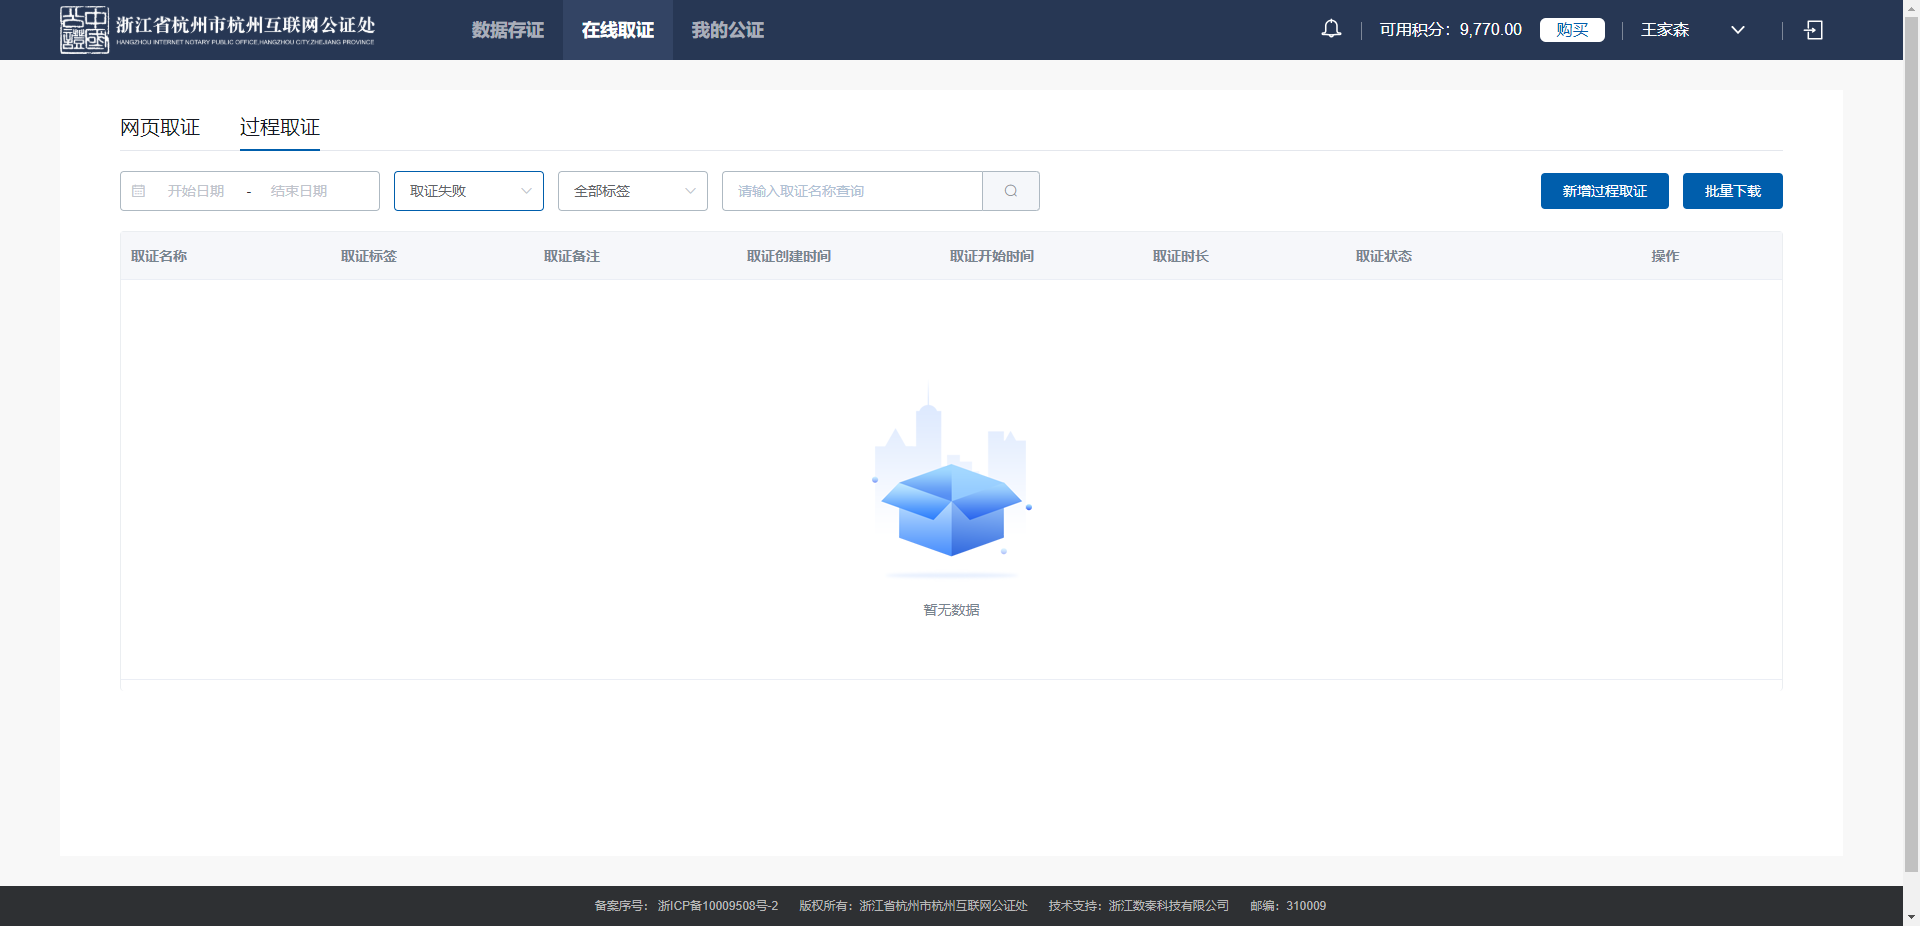 浙江省杭州市杭州互联网公证处
HANGZHOU INTERNET NOTARY PUBLIC OFFICE,HANGZHOU CITY,ZHEJIANG PROVINCE
数据存证 在线取证 我的公证
可用积分：9,770.00 购买 王家森
网页取证 过程取证
开始日期 - 结束日期 取证失败 全部标签 请输入取证名称查询 新增过程取证 批量下载
取证名称 取证标签 取证备注 取证创建时间 取证开始时间 取证时长 取证状态 操作
暂无数据
备案序号： 浙ICP备10009508号-2 版权所有：浙江省杭州市杭州互联网公证处 技术支持：浙江数秦科技有限公司 邮编：310009